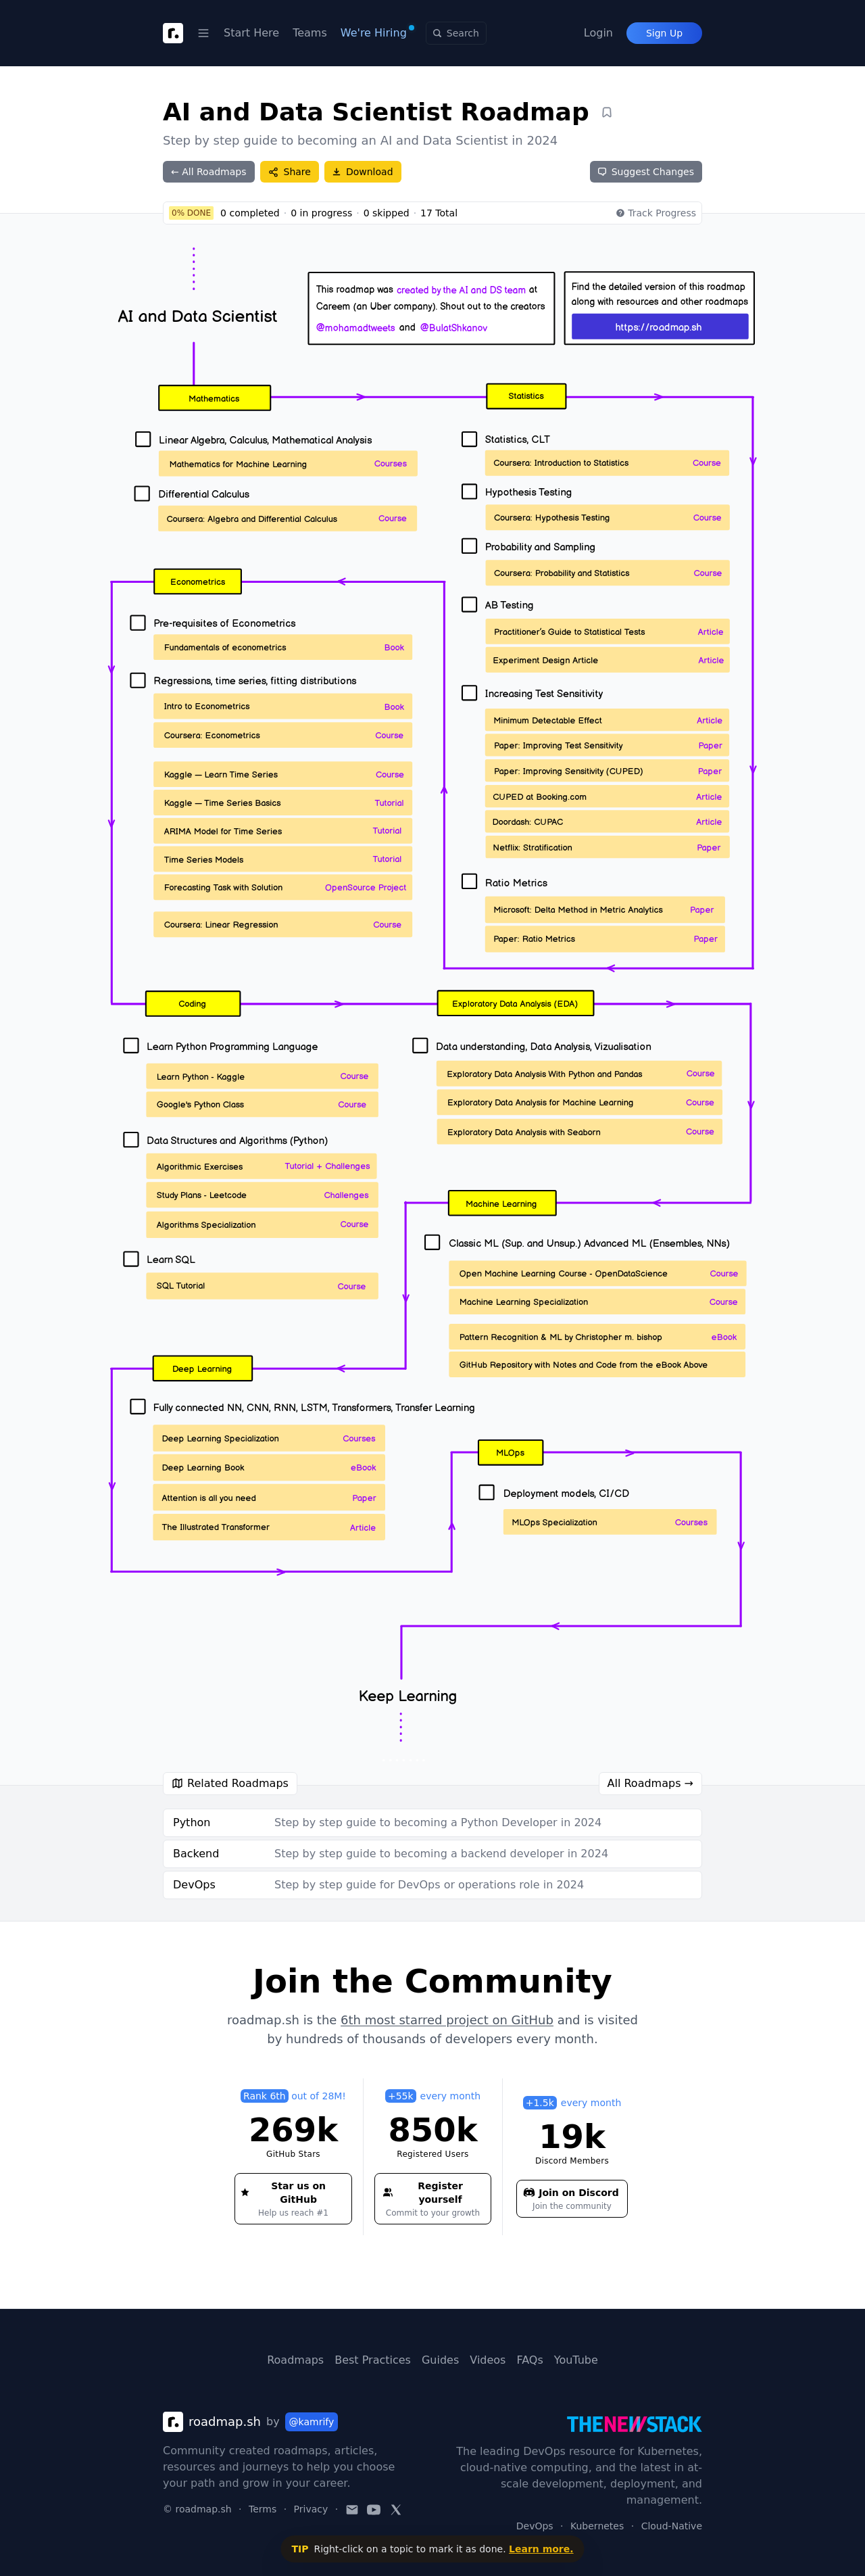 r.
Start Here
Teams
We're Hiring
Search
Login
Sign Up
AI and Data Scientist Roadmap
Step by step guide to becoming an AI and Data Scientist in 2024
← All Roadmaps
Share
Download
Suggest Changes
0% DONE 0 completed · 0 in progress · 0 skipped · 17 Total
Track Progress
AI and Data Scientist
This roadmap was created by the AI and DS team at
Careem (an Uber company). Shout out to the creators
@mohamadtweets and @BulatShkanov
Find the detailed version of this roadmap
along with resources and other roadmaps
https://roadmap.sh
Mathematics
Linear Algebra, Calculus, Mathematical Analysis
Mathematics for Machine Learning Courses
Differential Calculus
Coursera: Algebra and Differential Calculus Course
Statistics
Statistics, CLT
Coursera: Introduction to Statistics Course
Hypothesis Testing
Coursera: Hypothesis Testing Course
Probability and Sampling
Coursera: Probability and Statistics Course
AB Testing
Practitioner's Guide to Statistical Tests Article
Experiment Design Article Article
Increasing Test Sensitivity
Minimum Detectable Effect Article
Paper: Improving Test Sensitivity Paper
Paper: Improving Sensitivity (CUPED) Paper
CUPED at Booking.com Article
Doordash: CUPAC Article
Netflix: Stratification Paper
Ratio Metrics
Microsoft: Delta Method in Metric Analytics Paper
Paper: Ratio Metrics Paper
Econometrics
Pre-requisites of Econometrics
Fundamentals of econometrics Book
Regressions, time series, fitting distributions
Intro to Econometrics Book
Coursera: Econometrics Course
Kaggle — Learn Time Series Course
Kaggle — Time Series Basics Tutorial
ARIMA Model for Time Series Tutorial
Time Series Models Tutorial
Forecasting Task with Solution OpenSource Project
Coursera: Linear Regression Course
Coding
Learn Python Programming Language
Learn Python - Kaggle Course
Google's Python Class Course
Data Structures and Algorithms (Python)
Algorithmic Exercises Tutorial + Challenges
Study Plans - Leetcode Challenges
Algorithms Specialization Course
Learn SQL
SQL Tutorial Course
Exploratory Data Analysis (EDA)
Data understanding, Data Analysis, Vizualisation
Exploratory Data Analysis With Python and Pandas Course
Exploratory Data Analysis for Machine Learning Course
Exploratory Data Analysis with Seaborn Course
Machine Learning
Classic ML (Sup. and Unsup.) Advanced ML (Ensembles, NNs)
Open Machine Learning Course - OpenDataScience Course
Machine Learning Specialization Course
Pattern Recognition & ML by Christopher m. bishop eBook
GitHub Repository with Notes and Code from the eBook Above
Deep Learning
Fully connected NN, CNN, RNN, LSTM, Transformers, Transfer Learning
Deep Learning Specialization Courses
Deep Learning Book eBook
Attention is all you need Paper
The Illustrated Transformer Article
MLOps
Deployment models, CI/CD
MLOps Specialization Courses
Keep Learning
Related Roadmaps
All Roadmaps →
Python Step by step guide to becoming a Python Developer in 2024
Backend Step by step guide to becoming a backend developer in 2024
DevOps Step by step guide for DevOps or operations role in 2024
Join the Community
roadmap.sh is the 6th most starred project on GitHub and is visited
by hundreds of thousands of developers every month.
Rank 6th out of 28M!
269k
GitHub Stars
Star us on
GitHub
Help us reach #1
+55k every month
850k
Registered Users
Register
yourself
Commit to your growth
+1.5k every month
19k
Discord Members
Join on Discord
Join the community
Roadmaps Best Practices Guides Videos FAQs YouTube
r. roadmap.sh by @kamrify
Community created roadmaps, articles,
resources and journeys to help you choose
your path and grow in your career.
© roadmap.sh · Terms · Privacy ·
THENEWSTACK
The leading DevOps resource for Kubernetes,
cloud-native computing, and the latest in at-
scale development, deployment, and
management.
DevOps · Kubernetes · Cloud-Native
TIP Right-click on a topic to mark it as done. Learn more.